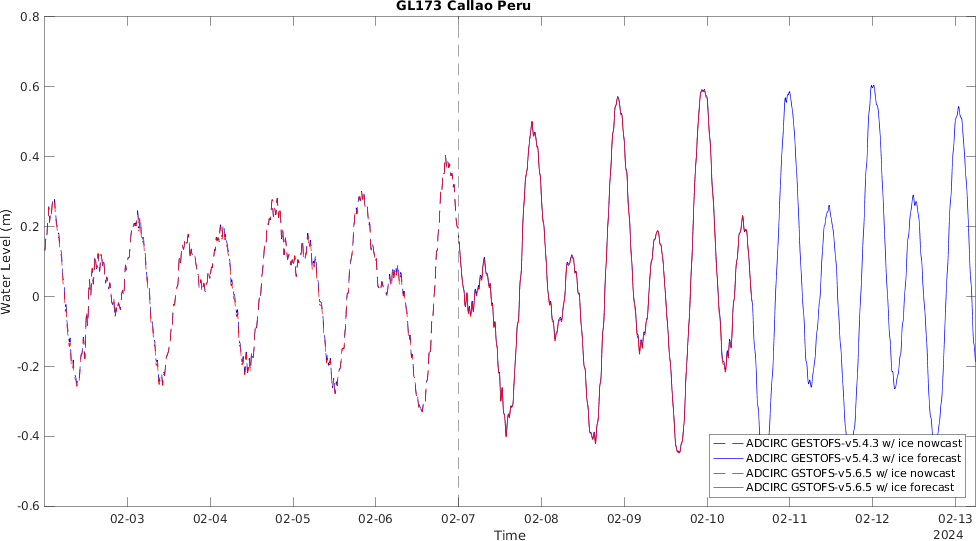 GL173 Callao Peru
Water Level (m)
0.8
0.6
0.4
0.2
0
-0.2
-0.4
-0.6
ADCIRC GESTOFS-v5.4.3 w/ ice nowcast
ADCIRC GESTOFS-v5.4.3 w/ ice forecast
ADCIRC GSTOFS-v5.6.5 w/ ice nowcast
ADCIRC GSTOFS-v5.6.5 w/ ice forecast
02-03 02-04 02-05 02-06 02-07 02-08 02-09 02-10 02-11 02-12 02-13
Time 2024